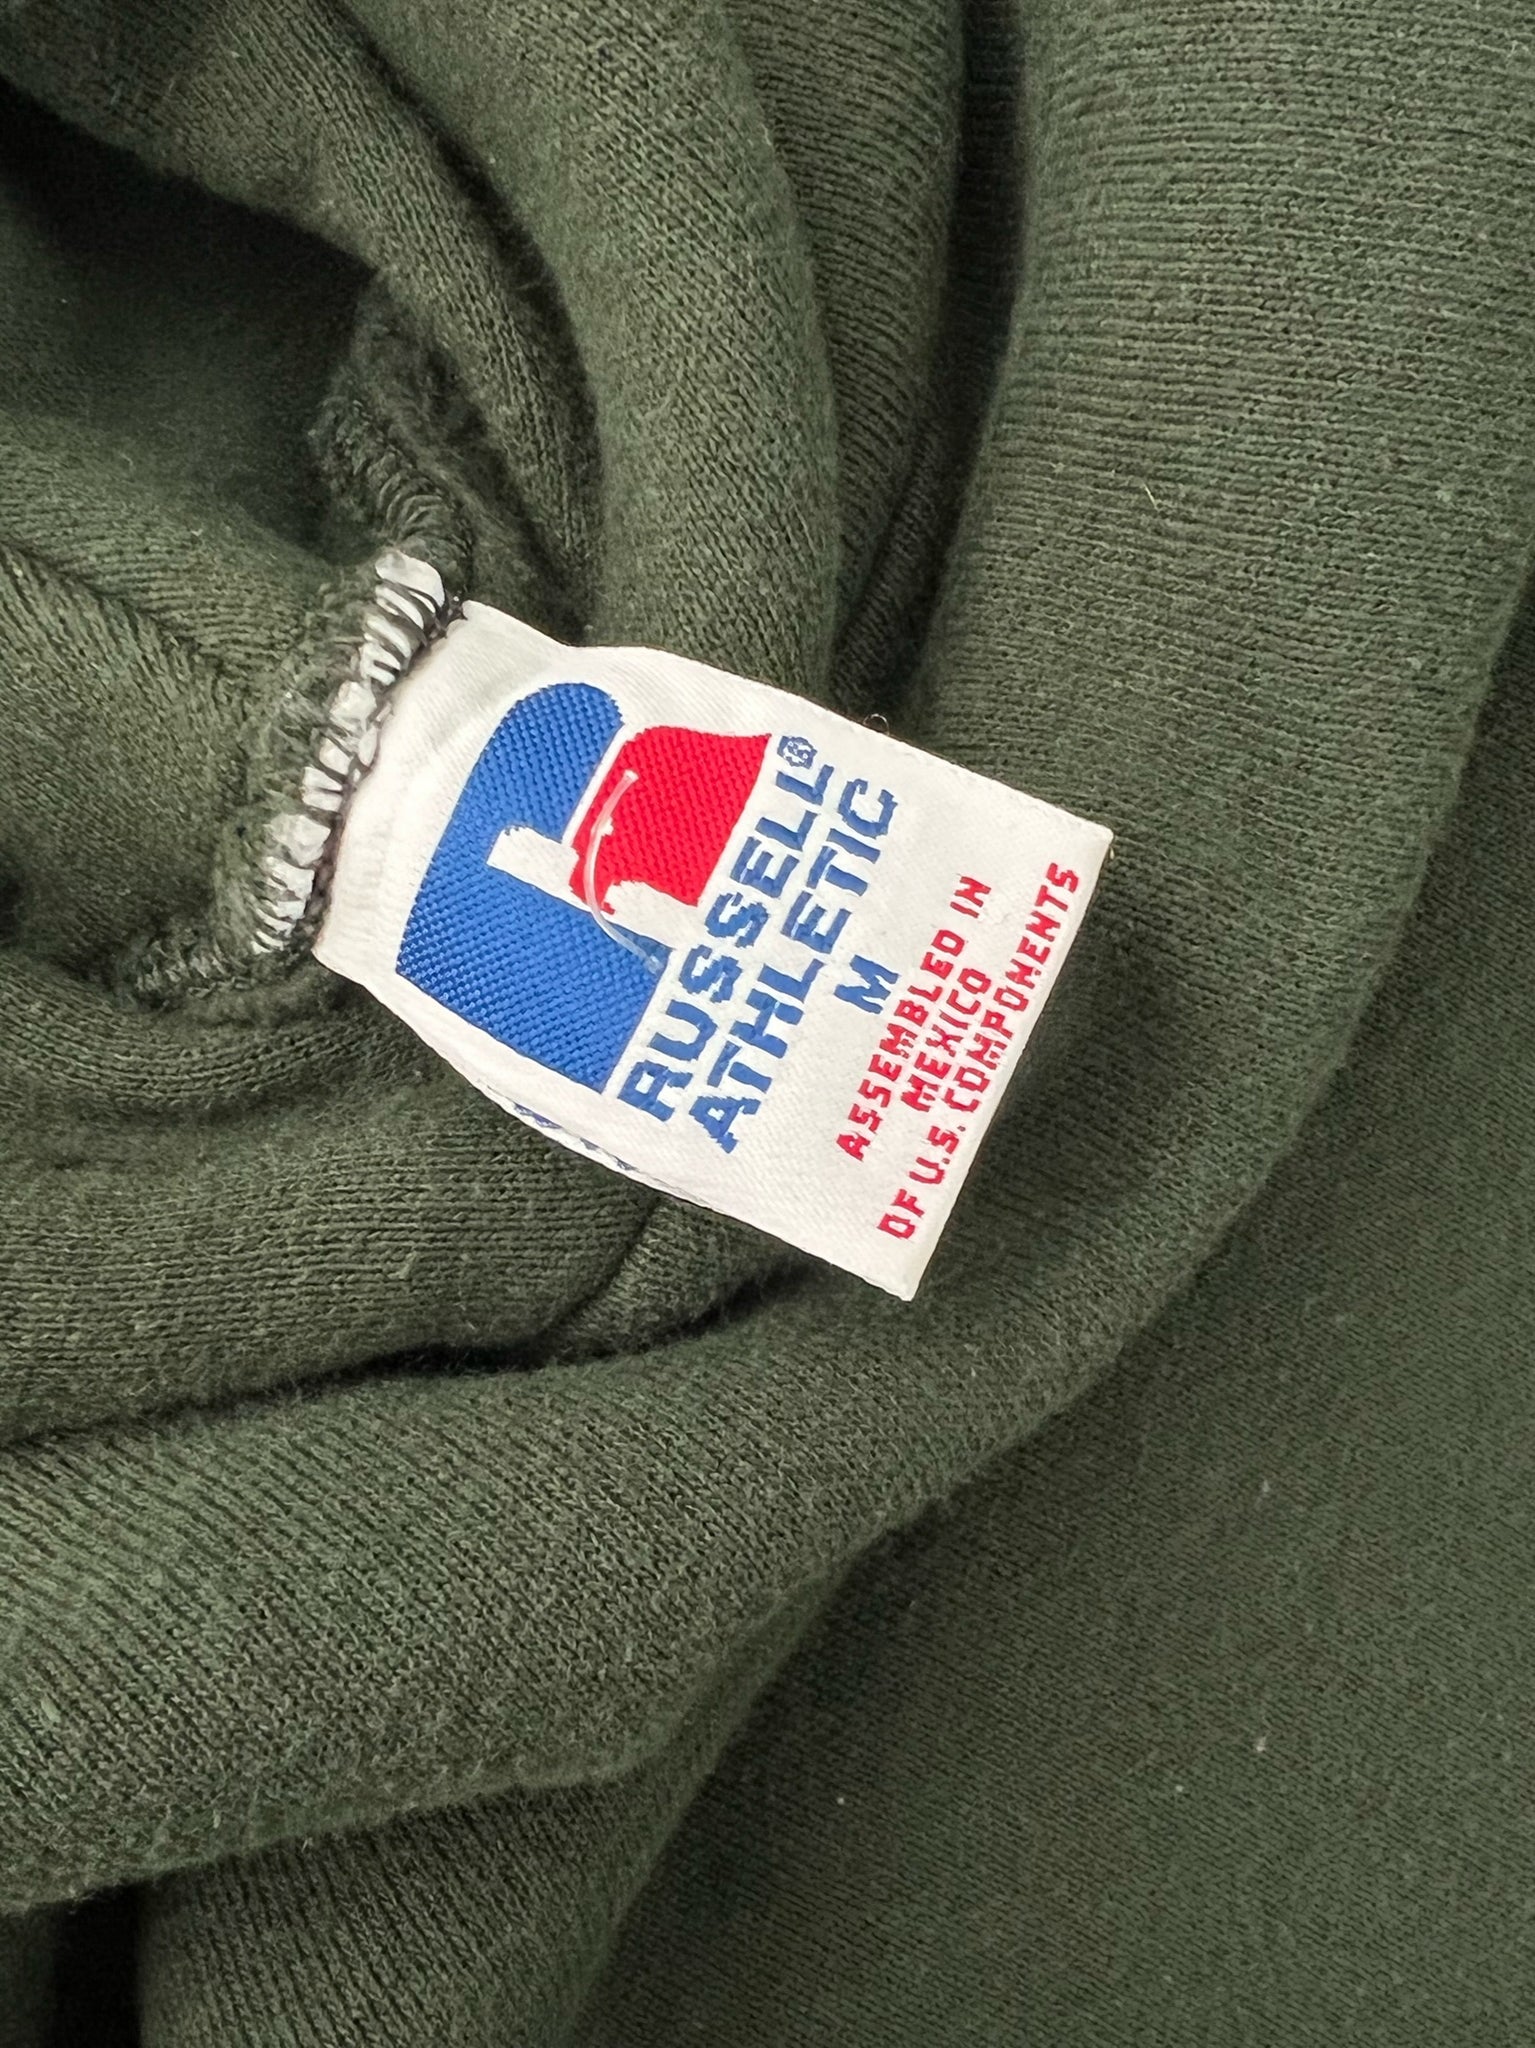 RUSSELL®
ATHLETIC
M
ASSEMBLED IN
MEXICO
OF U.S. COMPONENTS